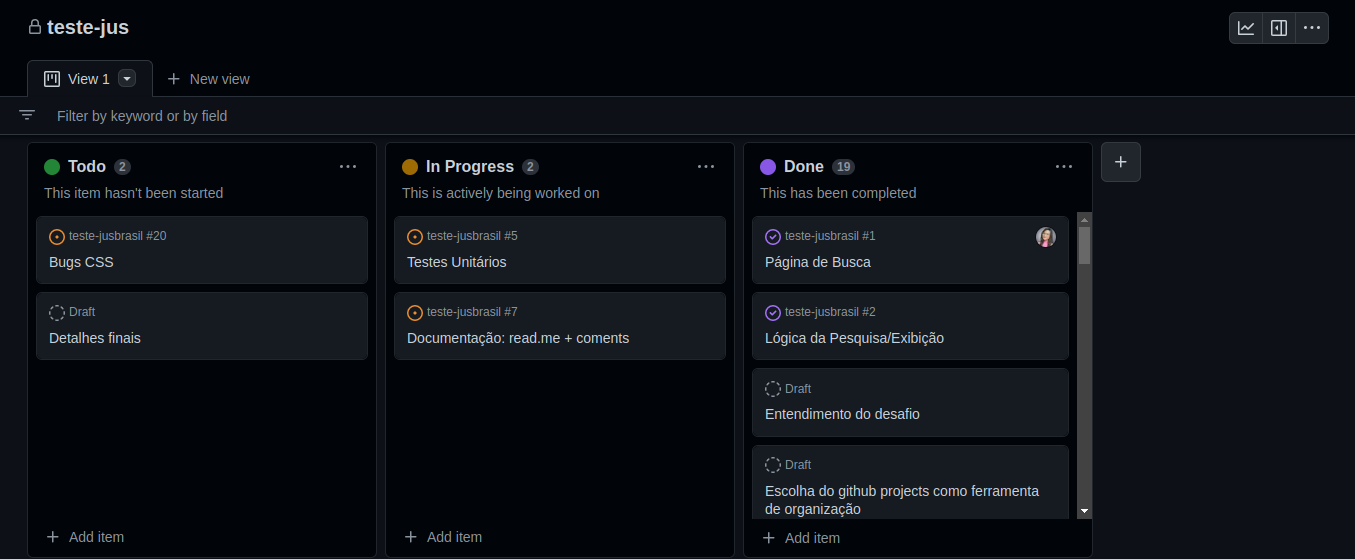 teste-jus
View 1
New view
Filter by keyword or by field
Todo 2
This item hasn't been started
teste-jusbrasil #20
Bugs CSS
Draft
Detalhes finais
Add item
In Progress 2
This is actively being worked on
teste-jusbrasil #5
Testes Unitários
teste-jusbrasil #7
Documentação: read.me + coments
Add item
Done 19
This has been completed
teste-jusbrasil #1
Página de Busca
teste-jusbrasil #2
Lógica da Pesquisa/Exibição
Draft
Entendimento do desafio
Draft
Escolha do github projects como ferramenta
de organização
Add item